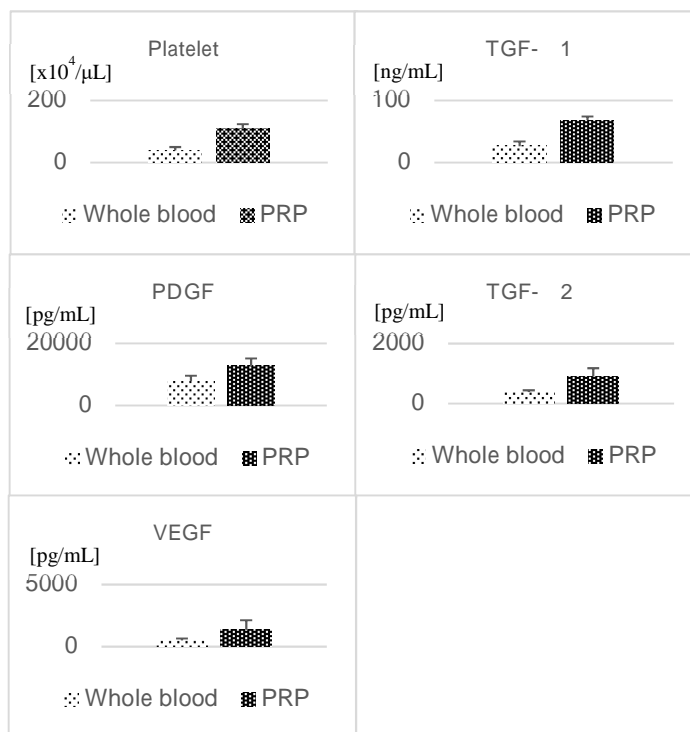 Platelet
[x10⁴/μL]
200
0
Whole blood PRP
TGF- 1
[ng/mL]
100
0
Whole blood PRP
PDGF
[pg/mL]
20000
0
Whole blood PRP
TGF- 2
[pg/mL]
2000
0
Whole blood PRP
VEGF
[pg/mL]
5000
0
Whole blood PRP